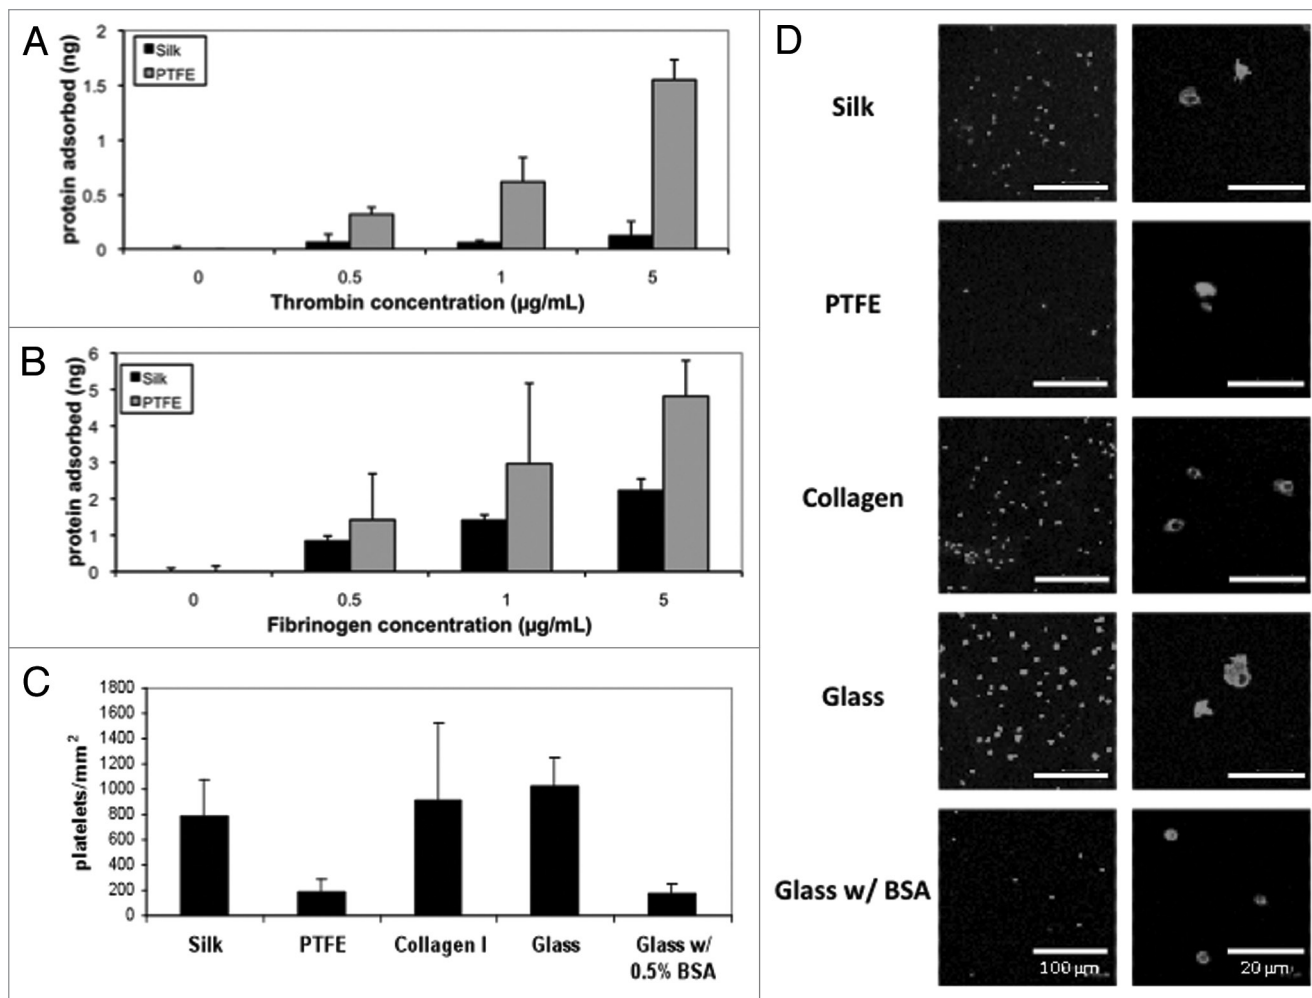 A
2
1.5
1
0.5
0
protein adsorbed (ng)
Silk
PTFE
0 0.5 1 5
Thrombin concentration (µg/mL)
B
6
5
4
3
2
1
0
protein adsorbed (ng)
Silk
PTFE
0 0.5 1 5
Fibrinogen concentration (µg/mL)
C
1800
1600
1400
1200
1000
800
600
400
200
0
platelets/mm²
Silk PTFE Collagen I Glass Glass w/
0.5% BSA
D
Silk
PTFE
Collagen
Glass
Glass w/ BSA
100 µm 20 µm